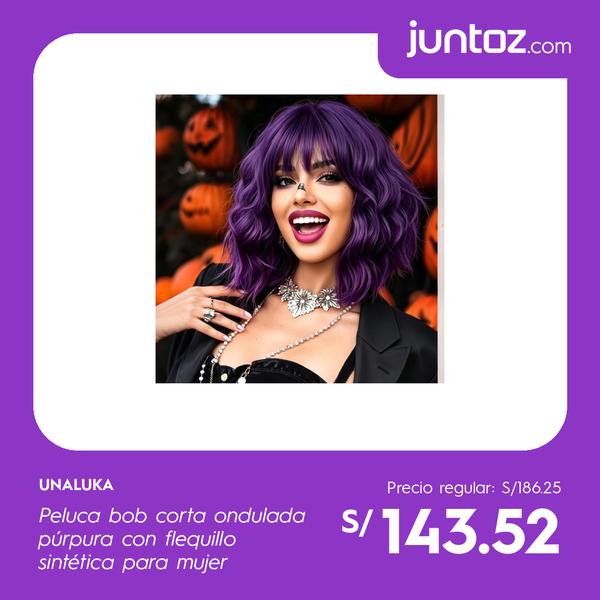 juntoz.com
UNALUKA
Peluca bob corta ondulada
púrpura con flequillo
sintética para mujer
Precio regular: S/186.25
S/143.52